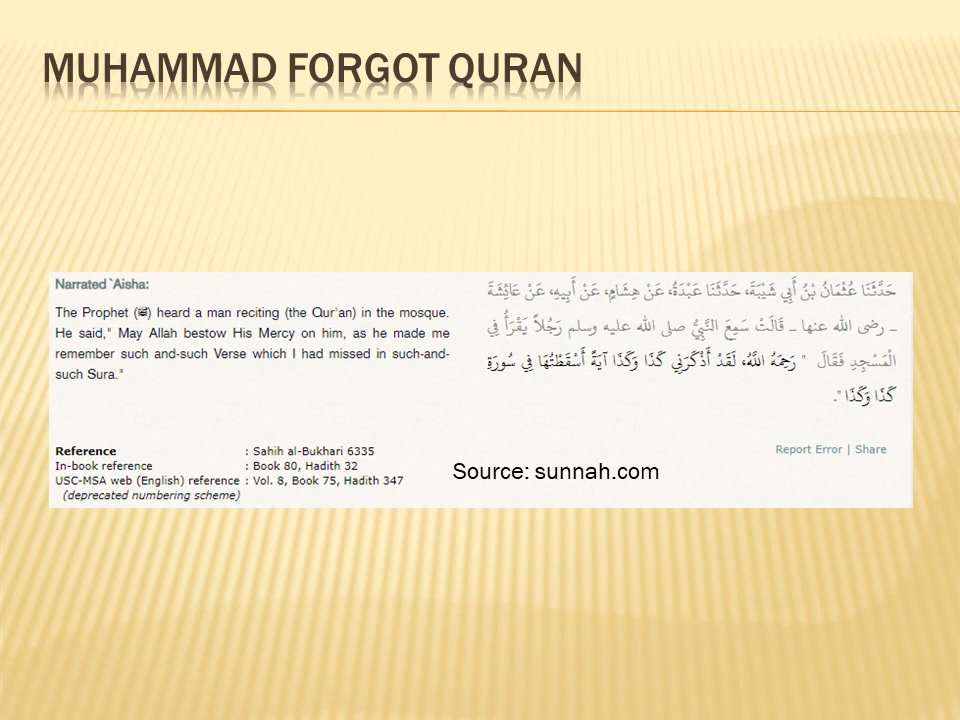 MUHAMMAD FORGOT QURAN
Narrated `Aisha:
The Prophet (ﷺ) heard a man reciting (the Qur'an) in the mosque.
He said," May Allah bestow His Mercy on him, as he made me
remember such and-such Verse which I had missed in such-and-
such Sura."
حَدَّثَنَا عُثْمَانُ بْنُ أَبِي شَيْبَةَ، حَدَّثَنَا عَبْدَةُ، عَنْ هِشَامٍ، عَنْ أَبِيهِ، عَنْ عَائِشَةَ
ـ رضى الله عنها ـ قَالَتْ سَمِعَ النَّبِيُّ صلى الله عليه وسلم رَجُلاً يَقْرَأُ فِي
الْمَسْجِدِ فَقَالَ ‏"‏ رَحِمَهُ اللَّهُ، لَقَدْ أَذْكَرَنِي كَذَا وَكَذَا آيَةً أَسْقَطْتُهَا فِي سُورَةِ
كَذَا وَكَذَا ‏"‏‏.‏
Reference : Sahih al-Bukhari 6335
In-book reference : Book 80, Hadith 32
USC-MSA web (English) reference : Vol. 8, Book 75, Hadith 347
(deprecated numbering scheme)
Report Error | Share
Source: sunnah.com